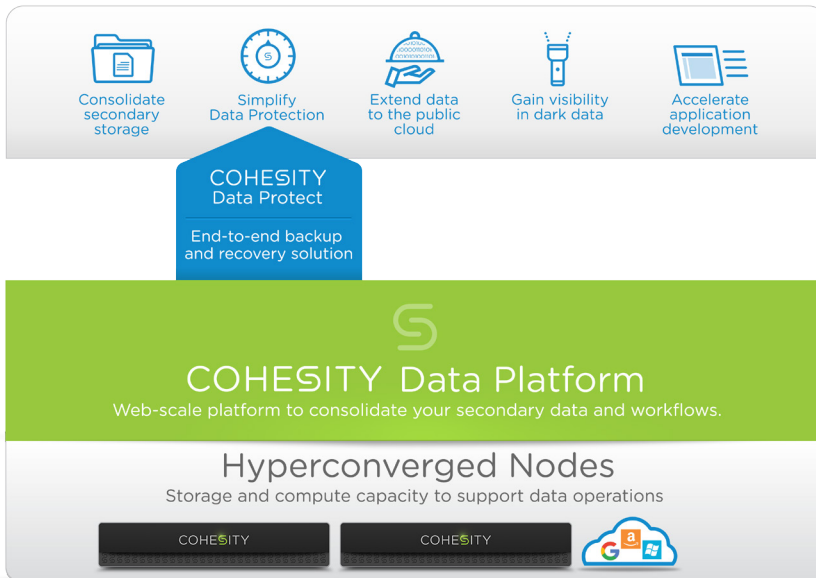 Consolidate
secondary
storage
Simplify
Data Protection
Extend data
to the public
cloud
Gain visibility
in dark data
Accelerate
application
development
COHESITY
Data Protect
End-to-end backup
and recovery solution
COHESITY Data Platform
Web-scale platform to consolidate your secondary data and workflows.
Hyperconverged Nodes
Storage and compute capacity to support data operations
COHESITY
COHESITY
G
a